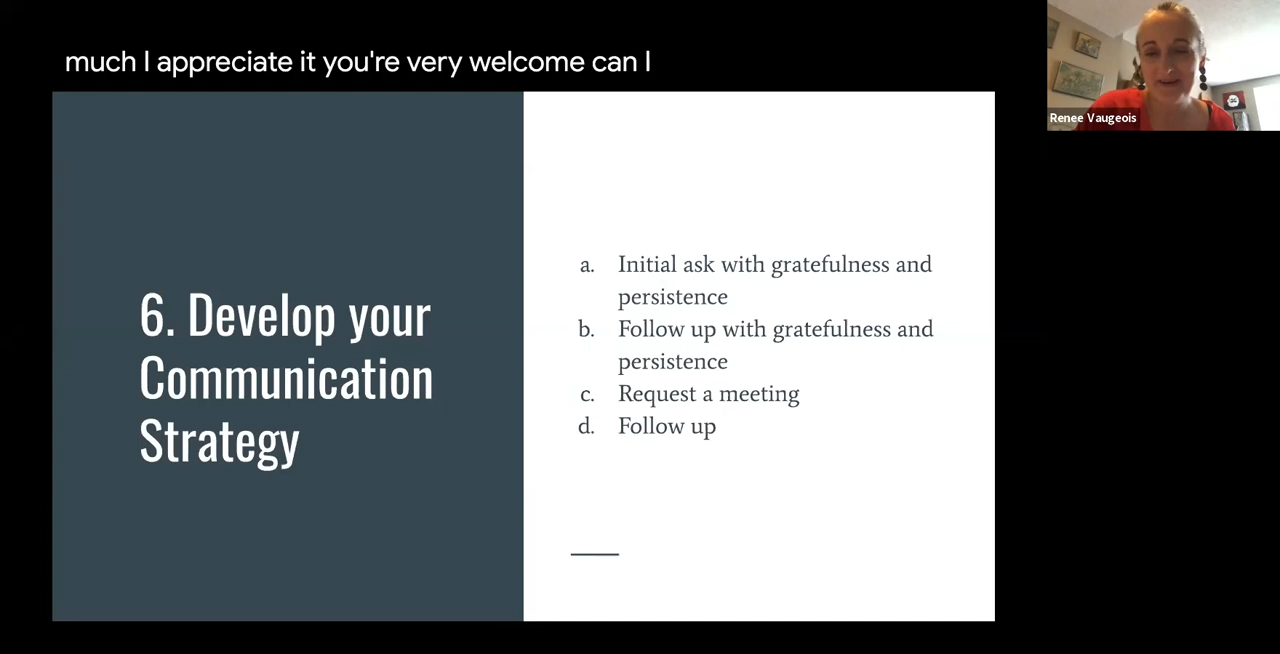 much I appreciate it you're very welcome can I
Renee Vaugeois
6. Develop your
Communication
Strategy
a. Initial ask with gratefulness and
persistence
b. Follow up with gratefulness and
persistence
c. Request a meeting
d. Follow up